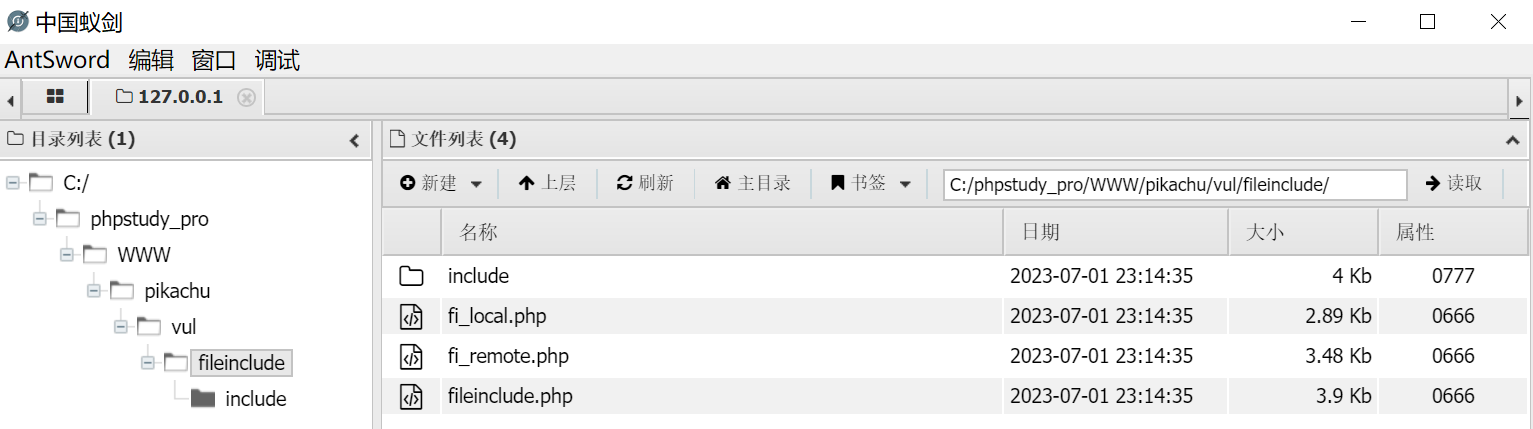 中国蚁剑
AntSword 编辑 窗口 调试
127.0.0.1
目录列表 (1)
C:/
phpstudy_pro
WWW
pikachu
vul
fileinclude
include
文件列表 (4)
新建 上层 刷新 主目录 书签 C:/phpstudy_pro/WWW/pikachu/vul/fileinclude/ 读取
名称 日期 大小 属性
include 2023-07-01 23:14:35 4 Kb 0777
fi_local.php 2023-07-01 23:14:35 2.89 Kb 0666
fi_remote.php 2023-07-01 23:14:35 3.48 Kb 0666
fileinclude.php 2023-07-01 23:14:35 3.9 Kb 0666